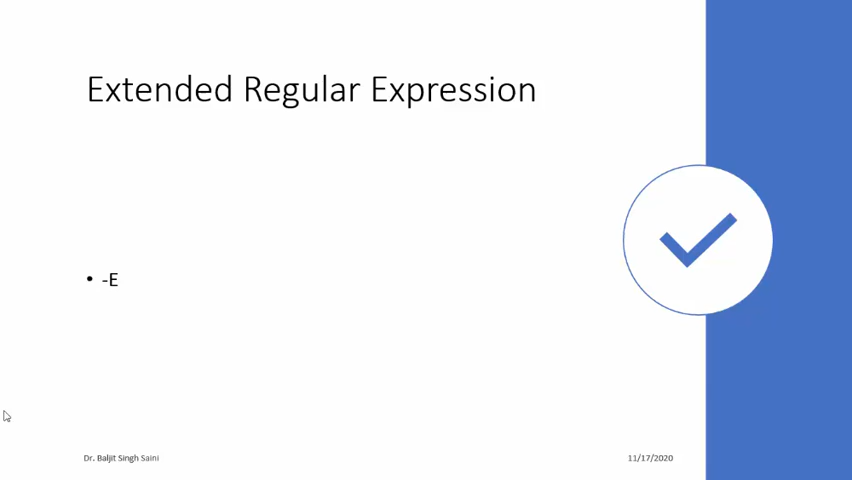 Extended Regular Expression
• -E
Dr. Baljit Singh Saini
11/17/2020